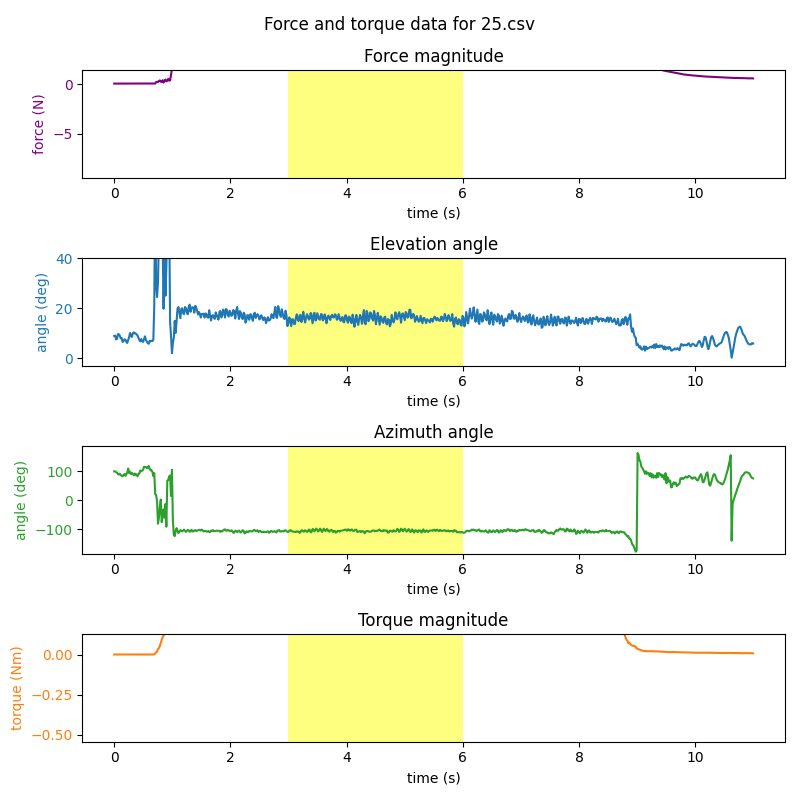 Force and torque data for 25.csv
Force magnitude
0
−5
force (N)
0 2 4 6 8 10
time (s)
Elevation angle
40
20
0
angle (deg)
0 2 4 6 8 10
time (s)
Azimuth angle
100
0
−100
angle (deg)
0 2 4 6 8 10
time (s)
Torque magnitude
0.00
−0.25
−0.50
torque (Nm)
0 2 4 6 8 10
time (s)